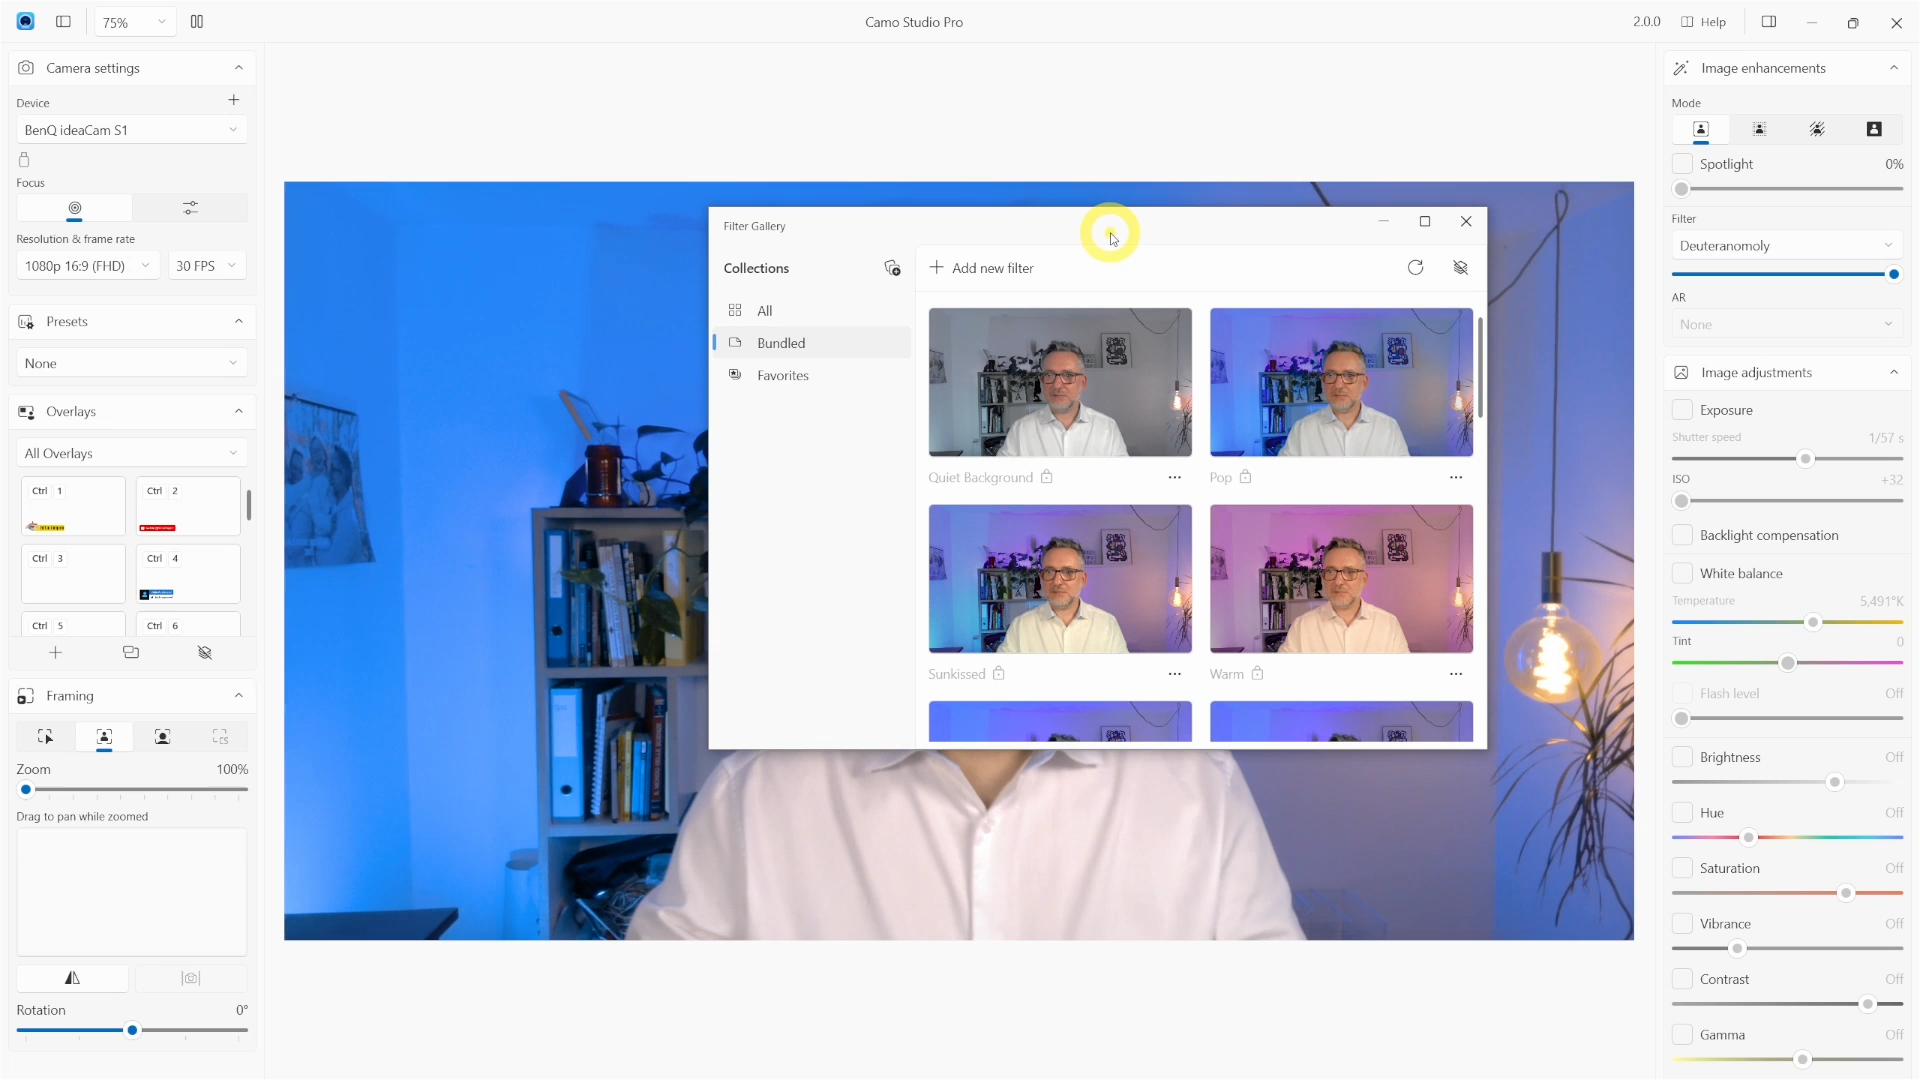 75%
Camo Studio Pro
2.0.0
Help
Camera settings
Device
BenQ ideaCam S1
Focus
Resolution & frame rate
1080p 16:9 (FHD)
30 FPS
Presets
None
Overlays
All Overlays
Ctrl 1
Ctrl 2
Ctrl 3
Ctrl 4
Ctrl 5
Ctrl 6
Framing
Zoom
100%
Drag to pan while zoomed
Rotation
0°
Filter Gallery
Collections
Add new filter
All
Bundled
Favorites
Quiet Background
Pop
Sunkissed
Warm
Image enhancements
Mode
Spotlight
0%
Filter
Deuteranomoly
AR
None
Image adjustments
Exposure
Shutter speed
1/57 s
ISO
+32
Backlight compensation
White balance
Temperature
5,491°K
Tint
0
Flash level
Off
Brightness
Off
Hue
Off
Saturation
Off
Vibrance
Off
Contrast
Off
Gamma
Off